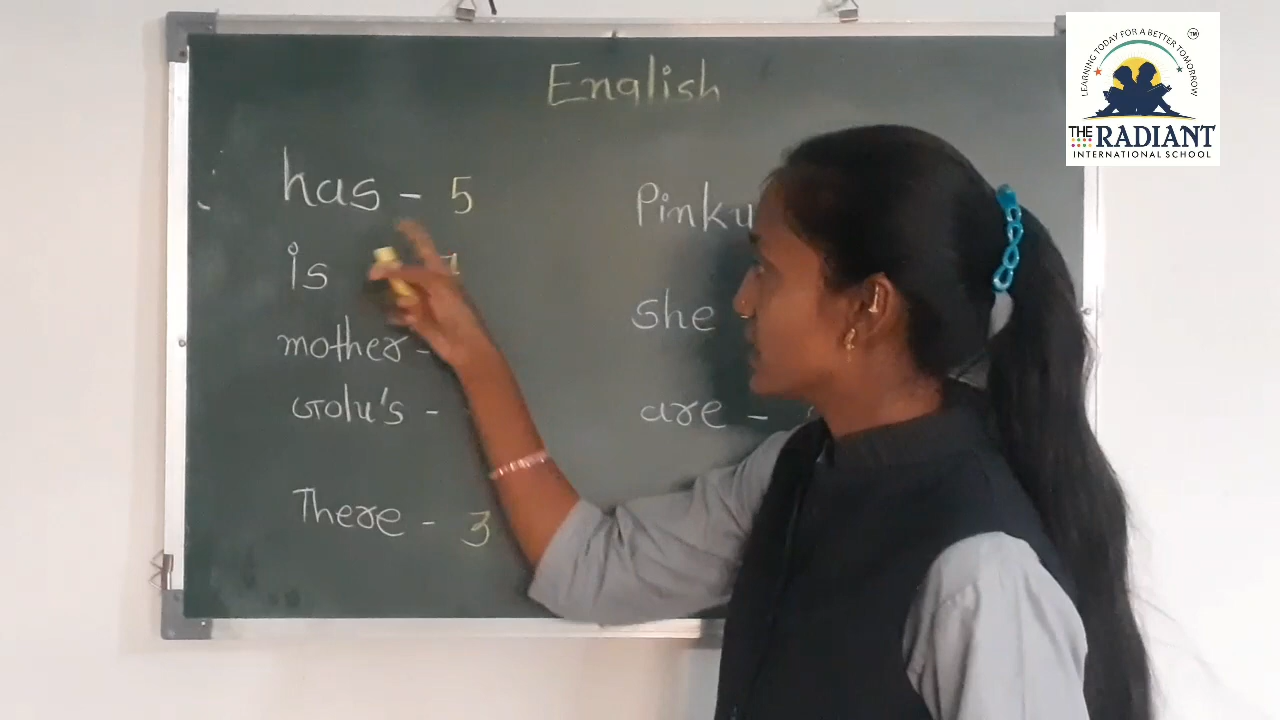 English
has - 5
is
mother -
Golu's -
There - 3
Pinku
she
are -
LEARNING TODAY FOR A BETTER TOMORROW
TM
THE RADIANT
INTERNATIONAL SCHOOL